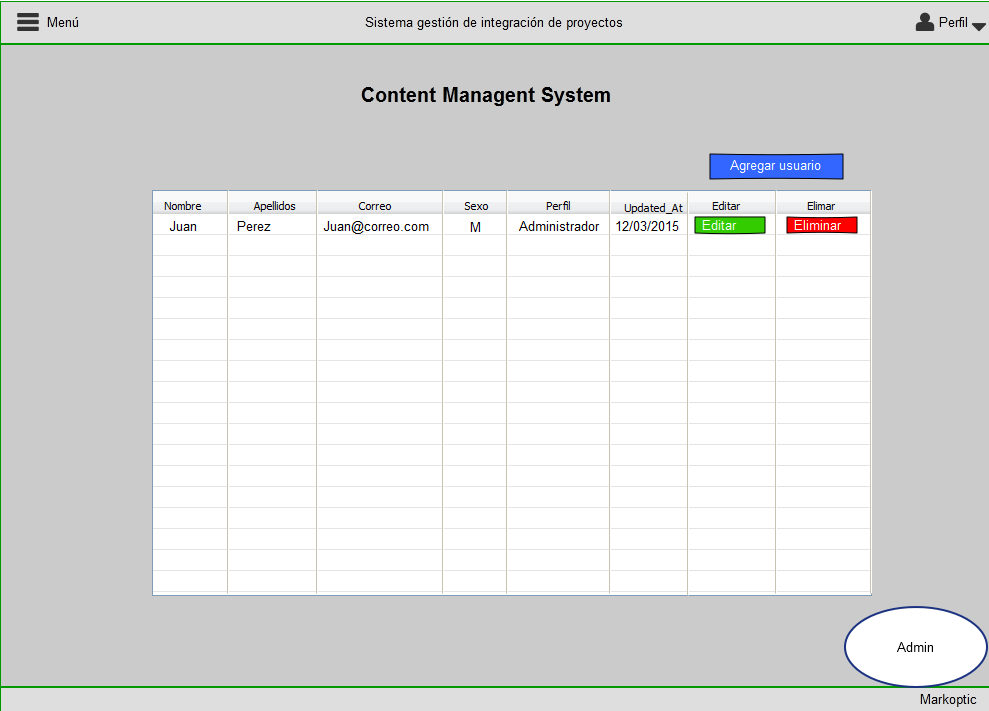 Menú Sistema gestión de integración de proyectos Perfil
Content Managent System
Agregar usuario
Nombre Apellidos Correo Sexo Perfil Updated_At Editar Elimar
Juan Perez Juan@correo.com M Administrador 12/03/2015 Editar Eliminar
Admin
Markoptic